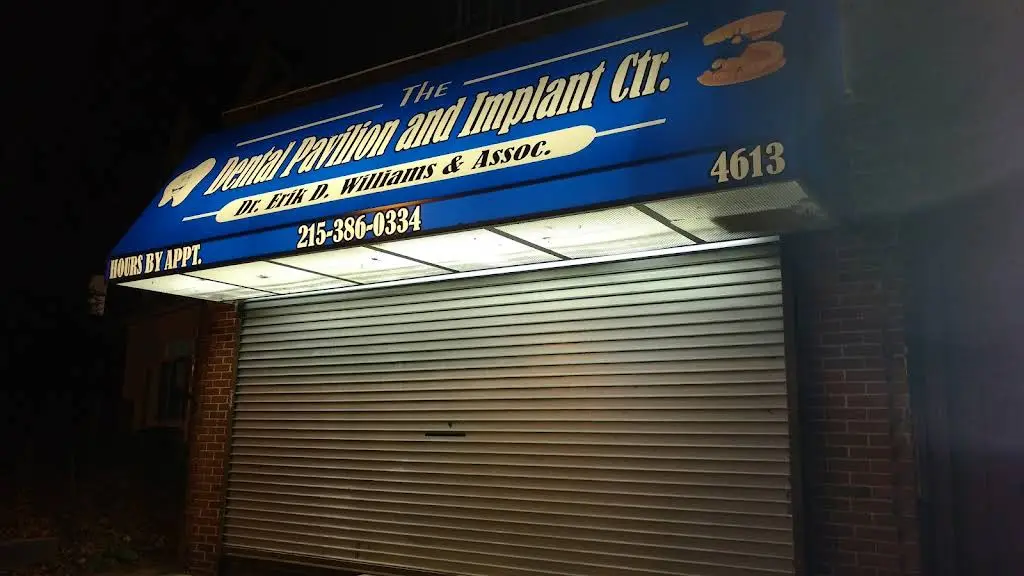 THE
Dental Pavilion and Implant Ctr.
Dr. Erik D. Williams & Assoc.
4613
215-386-0334
HOURS BY APPT.